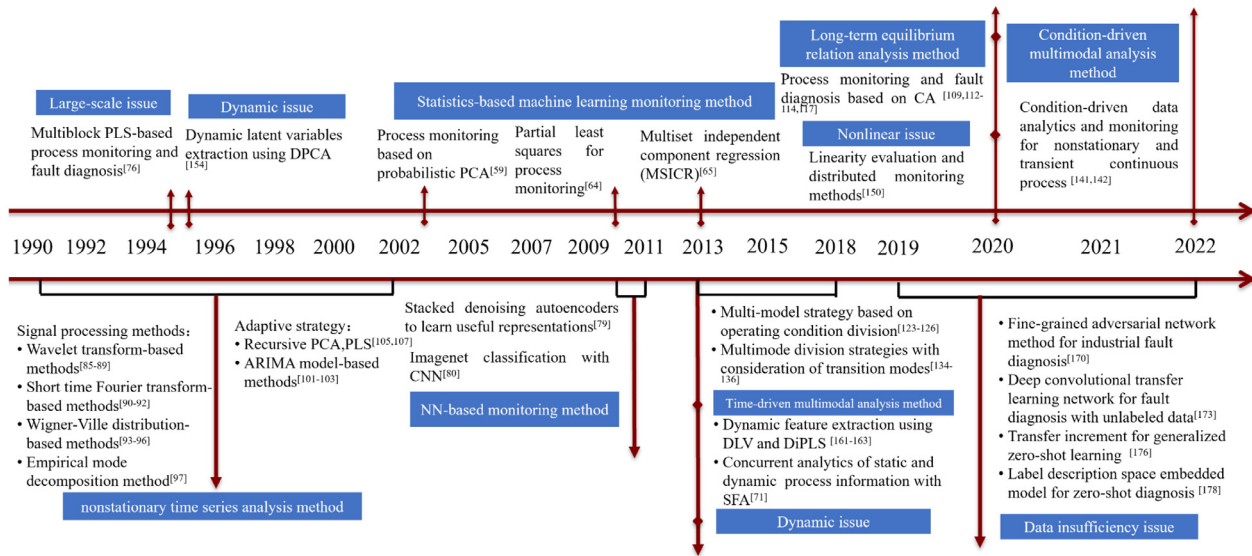 Large-scale issue
Multiblock PLS-based
process monitoring and
fault diagnosis[76]
Dynamic issue
Dynamic latent variables
extraction using DPCA
[154]
Statistics-based machine learning monitoring method
Process monitoring
based on
probabilistic PCA[59]
Partial least
squares for
process
monitoring[64]
Multiset independent
component regression
(MSICR)[65]
Long-term equilibrium
relation analysis method
Process monitoring and fault
diagnosis based on CA [109,112-
114,117]
Nonlinear issue
Linearity evaluation and
distributed monitoring
methods[150]
Condition-driven
multimodal analysis
method
Condition-driven data
analytics and monitoring
for nonstationary and
transient continuous
process [141,142]
1990 1992 1994 1996 1998 2000 2002 2005 2007 2009 2011 2013 2015 2018 2019 2020 2021 2022
Signal processing methods:
• Wavelet transform-based
methods[85-89]
• Short time Fourier transform-
based methods[90-92]
• Wigner-Ville distribution-
based methods[93-96]
• Empirical mode
decomposition method[97]
Adaptive strategy:
• Recursive PCA,PLS[105,107]
• ARIMA model-based
methods[101-103]
nonstationary time series analysis method
Stacked denoising autoencoders
to learn useful representations[79]
Imagenet classification with
CNN[80]
NN-based monitoring method
• Multi-model strategy based on
operating condition division[123-126]
• Multimode division strategies with
consideration of transition modes[134-
136]
Time-driven multimodal analysis method
• Dynamic feature extraction using
DLV and DiPLS[161-163]
• Concurrent analytics of static and
dynamic process information with
SFA[71]
Dynamic issue
• Fine-grained adversarial network
method for industrial fault
diagnosis[170]
• Deep convolutional transfer
learning network for fault
diagnosis with unlabeled data[173]
• Transfer increment for generalized
zero-shot learning [176]
• Label description space embedded
model for zero-shot diagnosis [178]
Data insufficiency issue